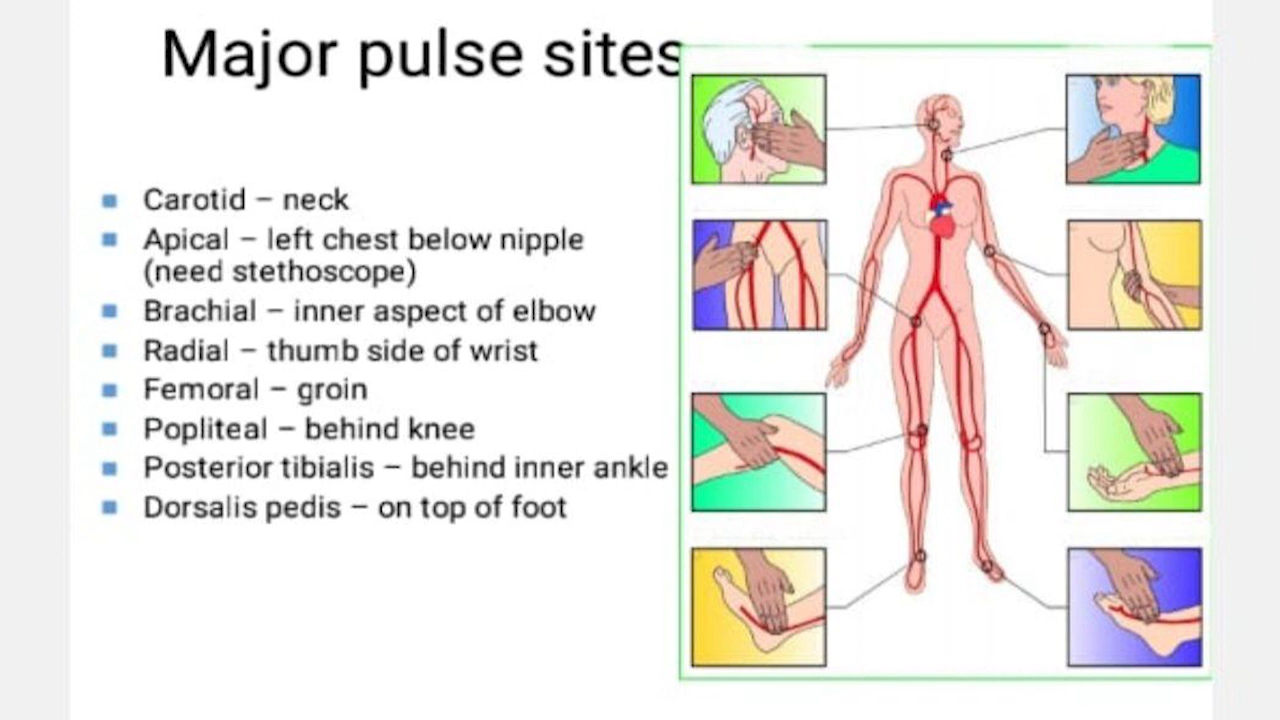 Major pulse sites
Carotid – neck
Apical – left chest below nipple
(need stethoscope)
Brachial – inner aspect of elbow
Radial – thumb side of wrist
Femoral – groin
Popliteal – behind knee
Posterior tibialis – behind inner ankle
Dorsalis pedis – on top of foot